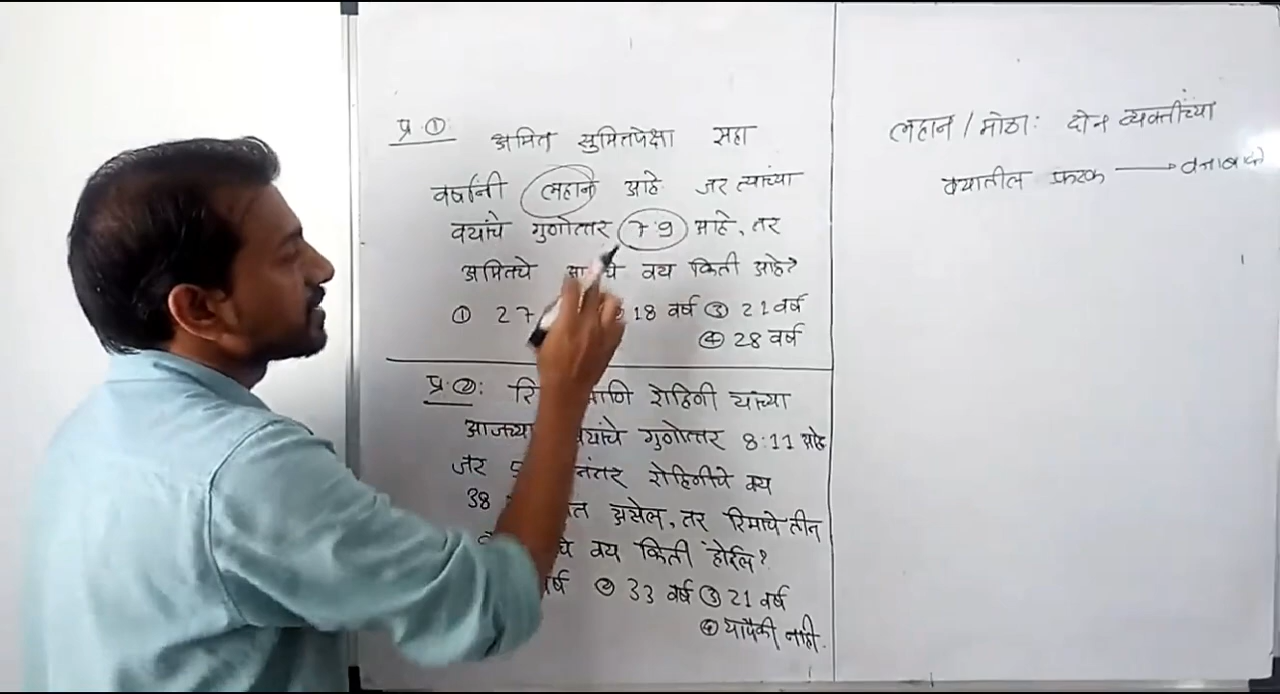 प्र.①
अमित सुमितपेक्षा सहा
वर्षांनी लहान आहे जर त्यांच्या
वयांचे गुणोत्तर 7:9 आहे, तर
अमितचे वय किती आहे?
① 27 18 वर्ष ③ 21 वर्ष
④ 28 वर्ष
प्र.②: रोहिणी यांच्या
आजच्या वयांचे गुणोत्तर 8:11 आहे
जर नंतर रोहिणीचे वय
38 असेल, तर रिमाचे तीन
वय किती होईल?
वर्ष ② 33 वर्ष ③ 21 वर्ष
④ यापैकी नाही.
लहान / मोठा: दोन व्यक्तींच्या
वयातील फरक → वजाबाकी